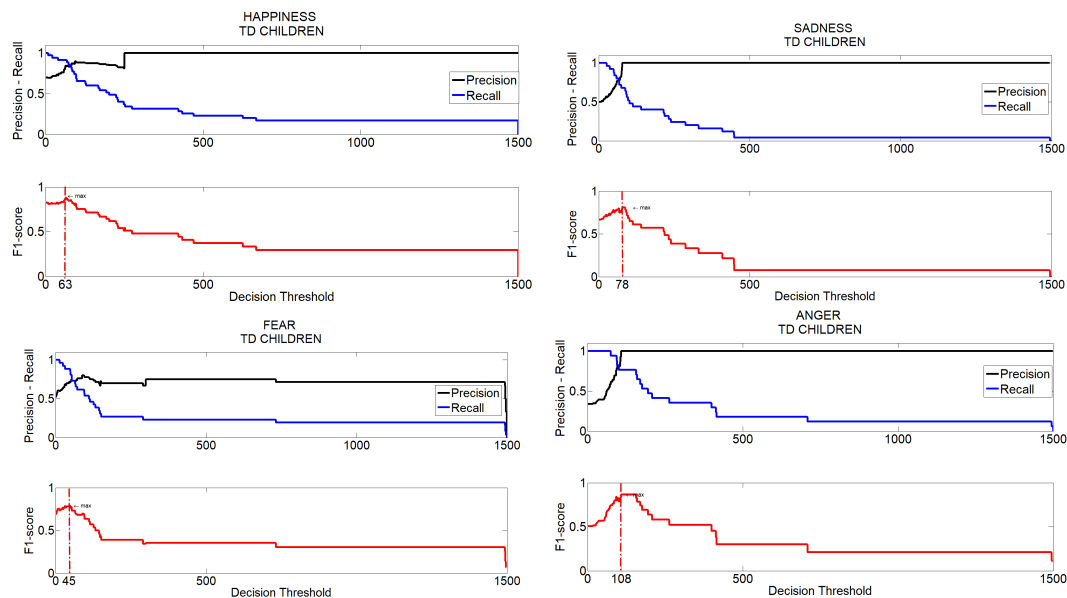 HAPPINESS
TD CHILDREN
Precision - Recall
1
0.5
0
0
500
1000
1500
Precision
Recall
F1-score
1
0.5
0
← max
0
63
500
1000
1500
Decision Threshold
SADNESS
TD CHILDREN
Precision - Recall
1
0.5
0
0
500
1000
1500
Precision
Recall
F1-score
1
0.5
0
← max
0
78
500
1000
1500
Decision Threshold
FEAR
TD CHILDREN
Precision - Recall
1
0.5
0
0
500
1000
1500
Precision
Recall
F1-score
1
0.5
0
← max
0
45
500
1000
1500
Decision Threshold
ANGER
TD CHILDREN
Precision - Recall
1
0.5
0
0
500
1000
1500
Precision
Recall
F1-score
1
0.5
0
← max
0
108
500
1000
1500
Decision Threshold